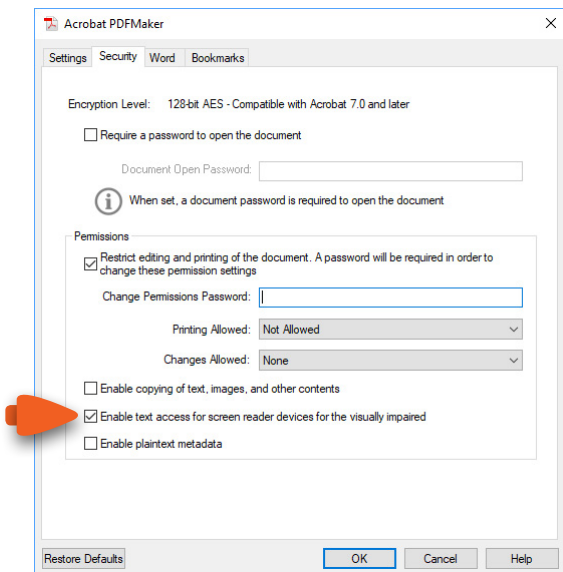 Acrobat PDFMaker
Settings Security Word Bookmarks
Encryption Level: 128-bit AES - Compatible with Acrobat 7.0 and later
Require a password to open the document
Document Open Password:
When set, a document password is required to open the document
Permissions
Restrict editing and printing of the document. A password will be required in order to
change these permission settings
Change Permissions Password:
Printing Allowed: Not Allowed
Changes Allowed: None
Enable copying of text, images, and other contents
Enable text access for screen reader devices for the visually impaired
Enable plaintext metadata
Restore Defaults OK Cancel Help